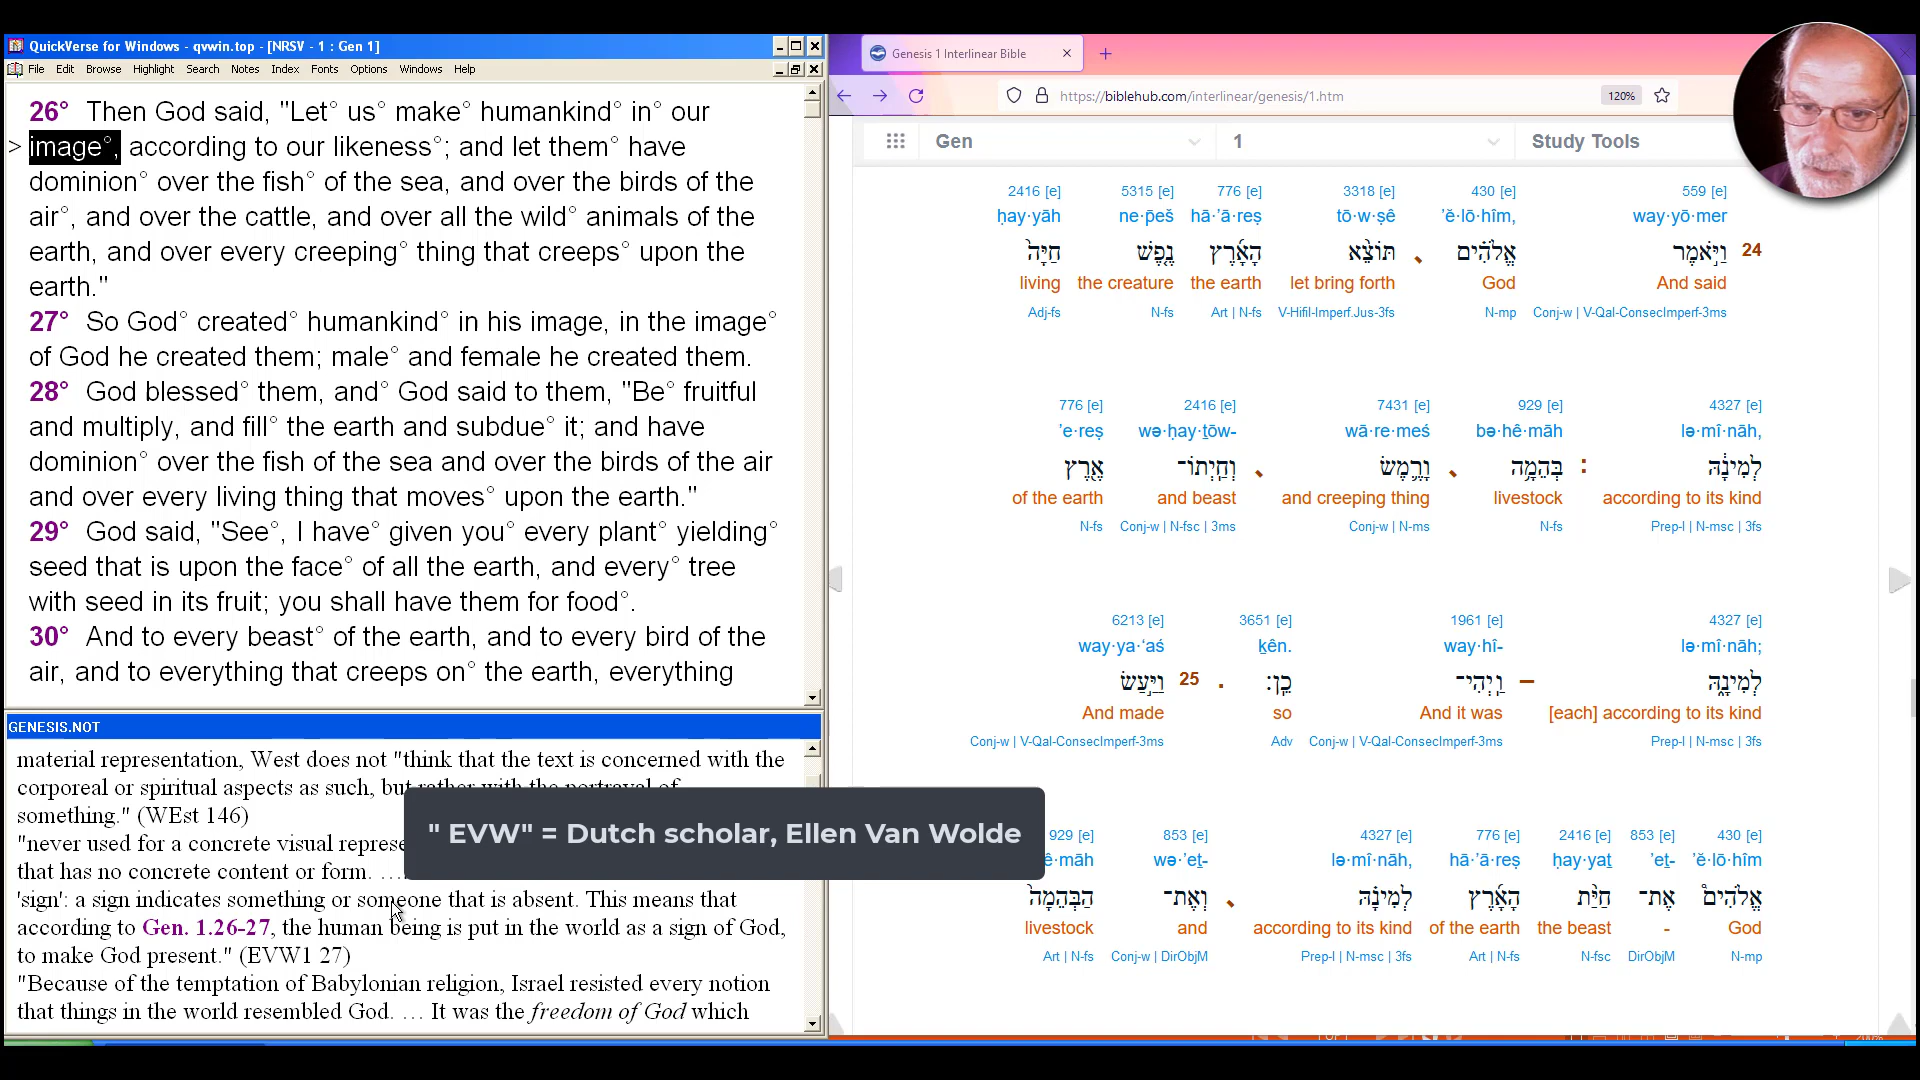 QuickVerse for Windows - qvwin.top - [NRSV - 1 : Gen 1]
File Edit Browse Highlight Search Notes Index Fonts Options Windows Help
26° Then God said, "Let° us° make° humankind° in° our
> image°, according to our likeness°; and let them° have
dominion° over the fish° of the sea, and over the birds of the
air°, and over the cattle, and over all the wild° animals of the
earth, and over every creeping° thing that creeps° upon the
earth."
27° So God° created° humankind° in his image, in the image°
of God he created them; male° and female he created them.
28° God blessed° them, and° God said to them, "Be° fruitful
and multiply, and fill° the earth and subdue° it; and have
dominion° over the fish of the sea and over the birds of the air
and over every living thing that moves° upon the earth."
29° God said, "See°, I have° given you° every plant° yielding°
seed that is upon the face° of all the earth, and every° tree
with seed in its fruit; you shall have them for food°.
30° And to every beast° of the earth, and to every bird of the
air, and to everything that creeps on° the earth, everything
GENESIS.NOT
material representation, West does not "think that the text is concerned with the
corporeal or spiritual aspects as such, but rather with the portrayal of
something." (WEst 146)
"never used for a concrete visual represe
that has no concrete content or form. ….
'sign': a sign indicates something or someone that is absent. This means that
according to Gen. 1.26-27, the human being is put in the world as a sign of God,
to make God present." (EVW1 27)
"Because of the temptation of Babylonian religion, Israel resisted every notion
that things in the world resembled God. … It was the freedom of God which
" EVW" = Dutch scholar, Ellen Van Wolde
Genesis 1 Interlinear Bible
https://biblehub.com/interlinear/genesis/1.htm 120%
Gen 1 Study Tools
2416 [e] 5315 [e] 776 [e] 3318 [e] 430 [e] 559 [e]
ḥay·yāh ne·p̄eš hā·’ā·reṣ tō·w·ṣê ’ĕ·lō·hîm, way·yō·mer
24 וַיֹּ֣אמֶר אֱלֹהִ֗ים תּוֹצֵ֨א הָאָ֜רֶץ נֶ֤פֶשׁ חַיָּה֙
living the creature the earth let bring forth God And said
Adj-fs N-fs Art | N-fs V-Hifil-Imperf.Jus-3fs N-mp Conj-w | V-Qal-ConsecImperf-3ms
776 [e] 2416 [e] 7431 [e] 929 [e] 4327 [e]
’e·reṣ wə·ḥay·ṯōw- wā·re·meś bə·hê·māh lə·mî·nāh,
לְמִינָ֔הּ : בְּהֵמָ֥ה וָרֶ֛מֶשׂ וְחַֽיְתוֹ־ אֶ֖רֶץ
of the earth and beast and creeping thing livestock according to its kind
N-fs Conj-w | N-fsc | 3ms Conj-w | N-ms N-fs Prep-l | N-msc | 3fs
6213 [e] 3651 [e] 1961 [e] 4327 [e]
way·ya·‘aś ḵên. way·hî- lə·mî·nāh;
לְמִינָ֑הּ – וַֽיְהִי־ כֵֽן׃ . 25 וַיַּ֣עַשׂ
And made so And it was [each] according to its kind
Conj-w | V-Qal-ConsecImperf-3ms Adv Conj-w | V-Qal-ConsecImperf-3ms Prep-l | N-msc | 3fs
929 [e] 853 [e] 4327 [e] 776 [e] 2416 [e] 853 [e] 430 [e]
ê·māh wə·’eṯ- lə·mî·nāh, hā·’ā·reṣ ḥay·yaṯ ’eṯ- ’ĕ·lō·hîm
אֱלֹהִים֩ אֶת־ חַיַּ֨ת הָאָ֜רֶץ לְמִינָ֗הּ וְאֶת־ הַבְּהֵמָה֙
livestock and according to its kind of the earth the beast - God
Art | N-fs Conj-w | DirObjM Prep-l | N-msc | 3fs Art | N-fs N-fsc DirObjM N-mp